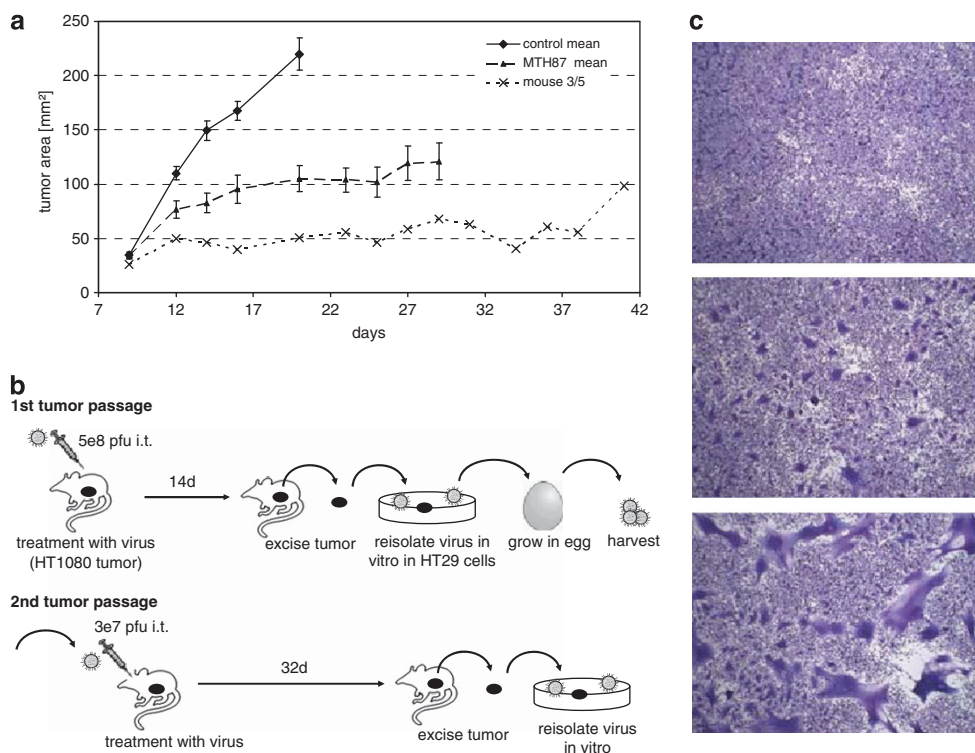 a
250
200
150
100
50
0
tumor area [mm²]
7 12 17 22 27 32 37 42
days
control mean
MTH87 mean
mouse 3/5
b
1st tumor passage
5e8 pfu i.t.
14d
treatment with virus
(HT1080 tumor)
excise tumor
reisolate virus in
vitro in HT29 cells
grow in egg
harvest
2nd tumor passage
3e7 pfu i.t.
32d
treatment with virus
excise tumor
reisolate virus
in vitro
c